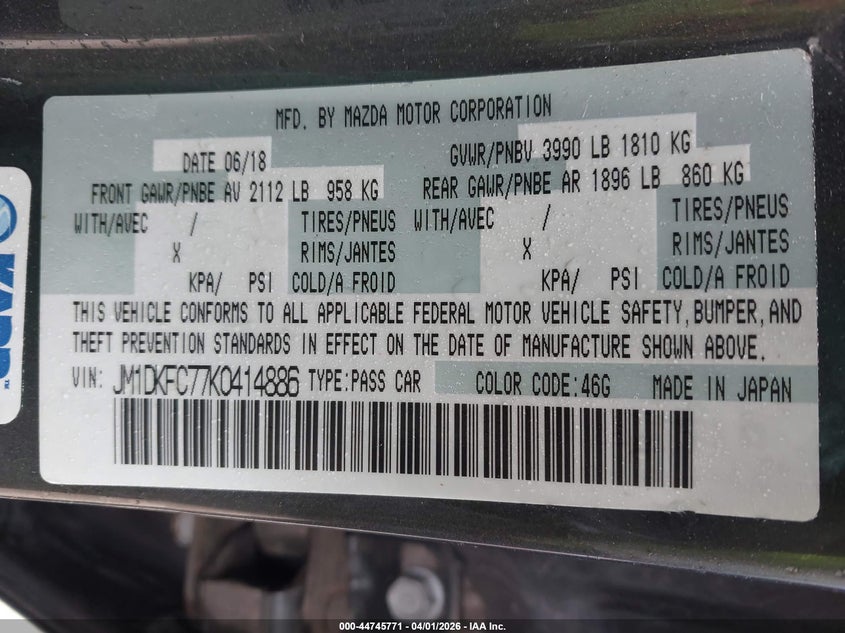 MFD. BY MAZDA MOTOR CORPORATION
DATE 06/18 GVWR/PNBV 3990 LB 1810 KG
FRONT GAWR/PNBE AV 2112 LB 958 KG REAR GAWR/PNBE AR 1896 LB 860 KG
WITH/AVEC / TIRES/PNEUS WITH/AVEC / TIRES/PNEUS
X RIMS/JANTES X RIMS/JANTES
KPA/ PSI COLD/A FROID KPA/ PSI COLD/A FROID
THIS VEHICLE CONFORMS TO ALL APPLICABLE FEDERAL MOTOR VEHICLE SAFETY, BUMPER, AND
THEFT PREVENTION STANDARDS IN EFFECT ON THE DATE OF MANUFACTURE SHOWN ABOVE.
VIN: JM1DKFC77K0414886 TYPE:PASS CAR COLOR CODE:46G MADE IN JAPAN
000-44745771 - 04/01/2026 - IAA Inc.